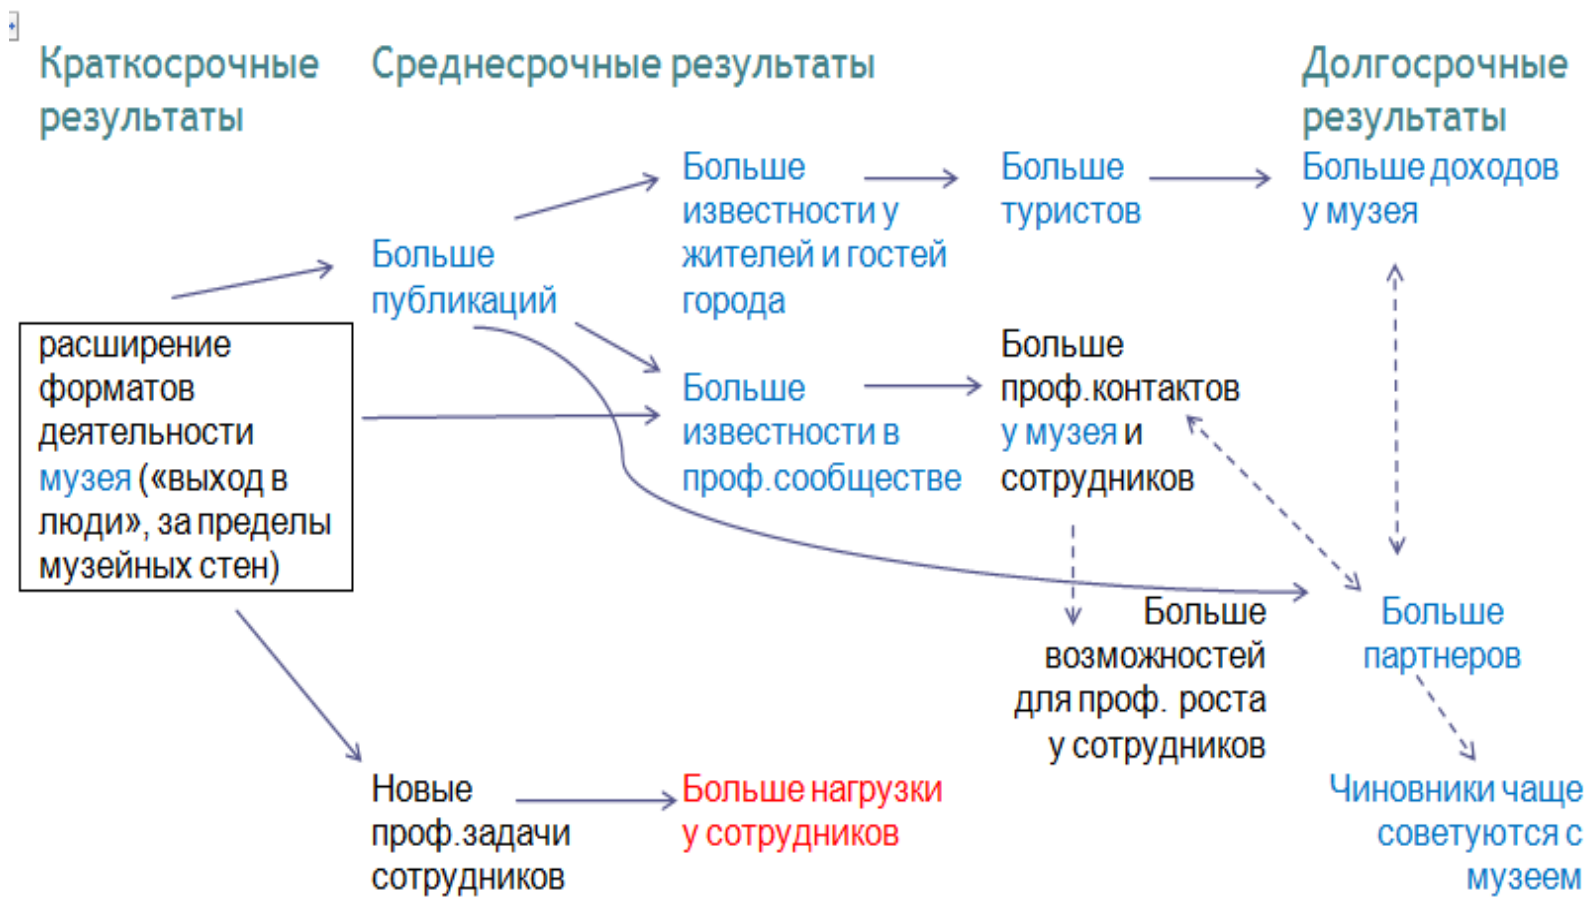 Краткосрочные
результаты
Среднесрочные результаты
Долгосрочные
результаты
Больше
известности у
жителей и гостей
города
Больше
туристов
Больше доходов
у музея
Больше
публикаций
расширение
форматов
деятельности
музея («выход в
люди», за пределы
музейных стен)
Больше
известности в
проф.сообществе
Больше
проф.контактов
у музея и
сотрудников
Больше
возможностей
для проф. роста
у сотрудников
Больше
партнеров
Новые
проф.задачи
сотрудников
Больше нагрузки
у сотрудников
Чиновники чаще
советуются с
музеем